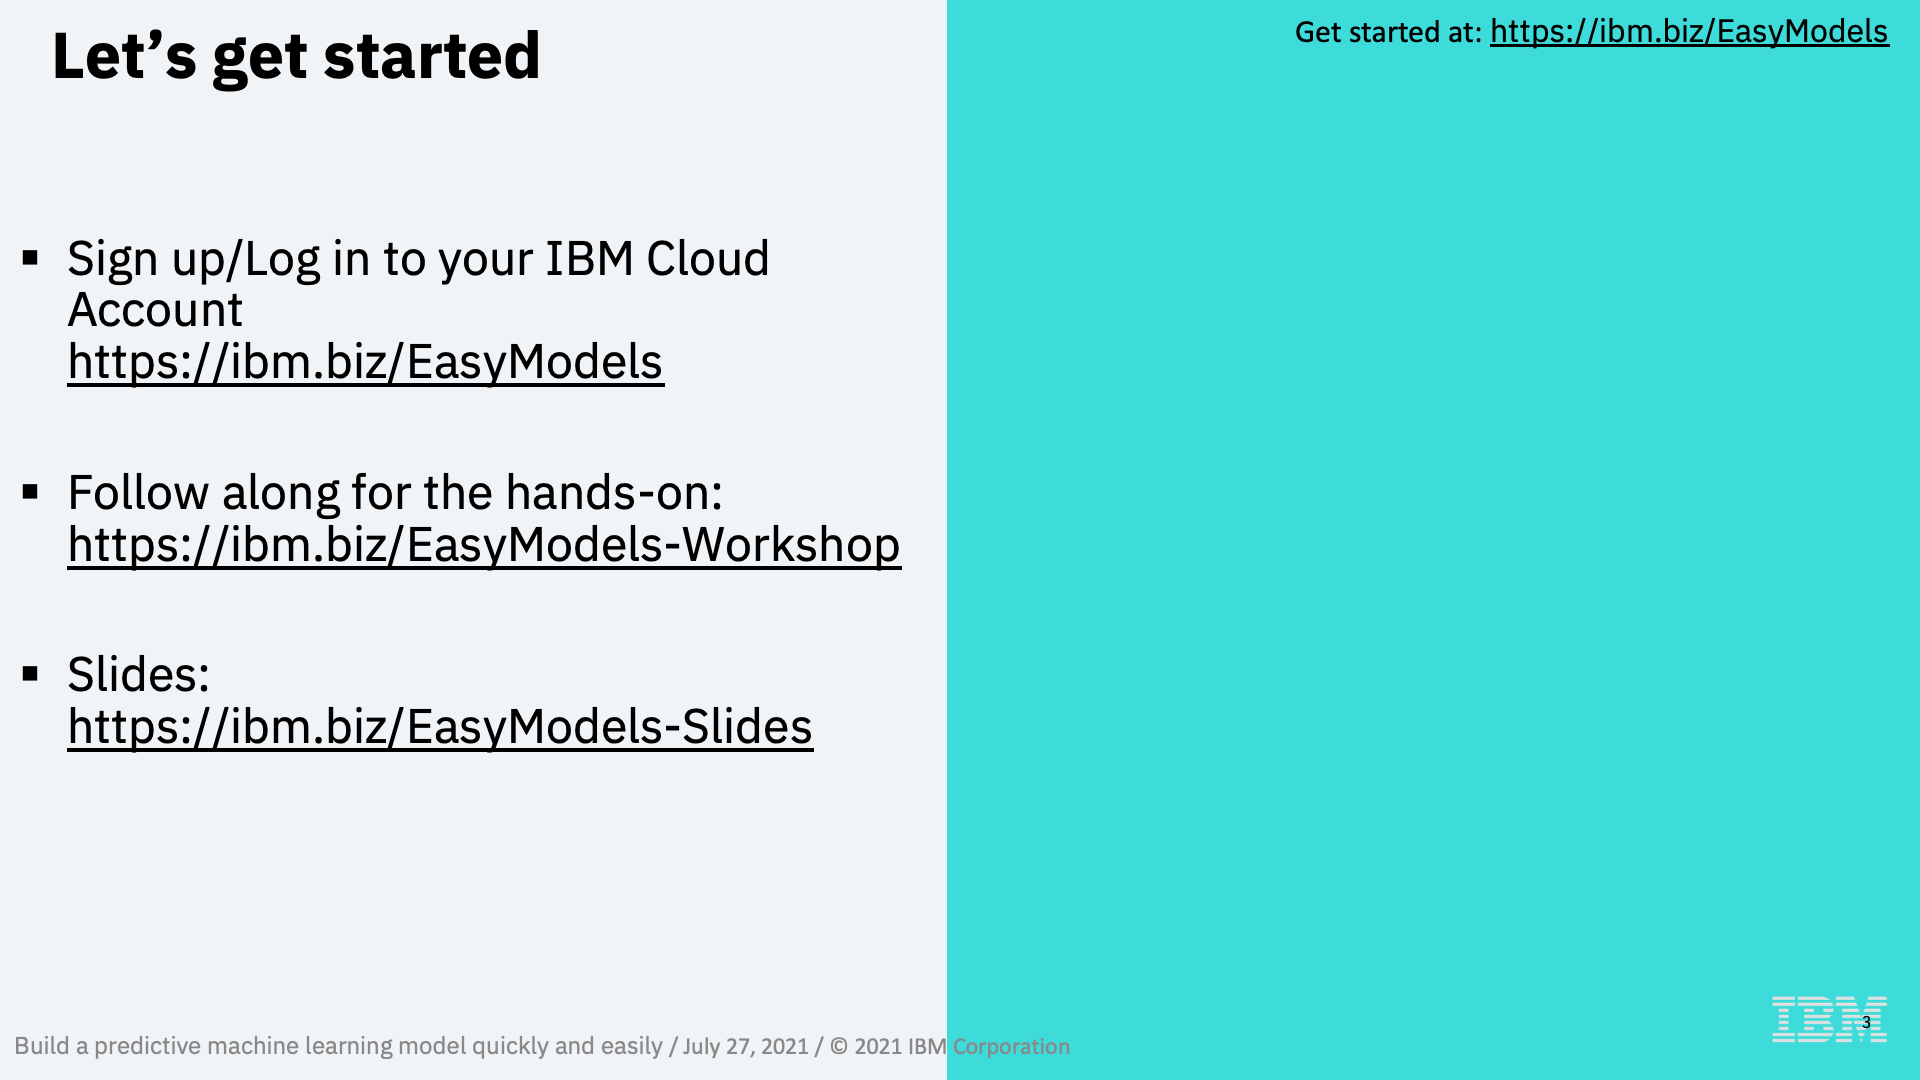 Let’s get started
Get started at: https://ibm.biz/EasyModels
▪ Sign up/Log in to your IBM Cloud
Account
https://ibm.biz/EasyModels
▪ Follow along for the hands-on:
https://ibm.biz/EasyModels-Workshop
▪ Slides:
https://ibm.biz/EasyModels-Slides
Build a predictive machine learning model quickly and easily / July 27, 2021 / © 2021 IBM Corporation
IBM
3